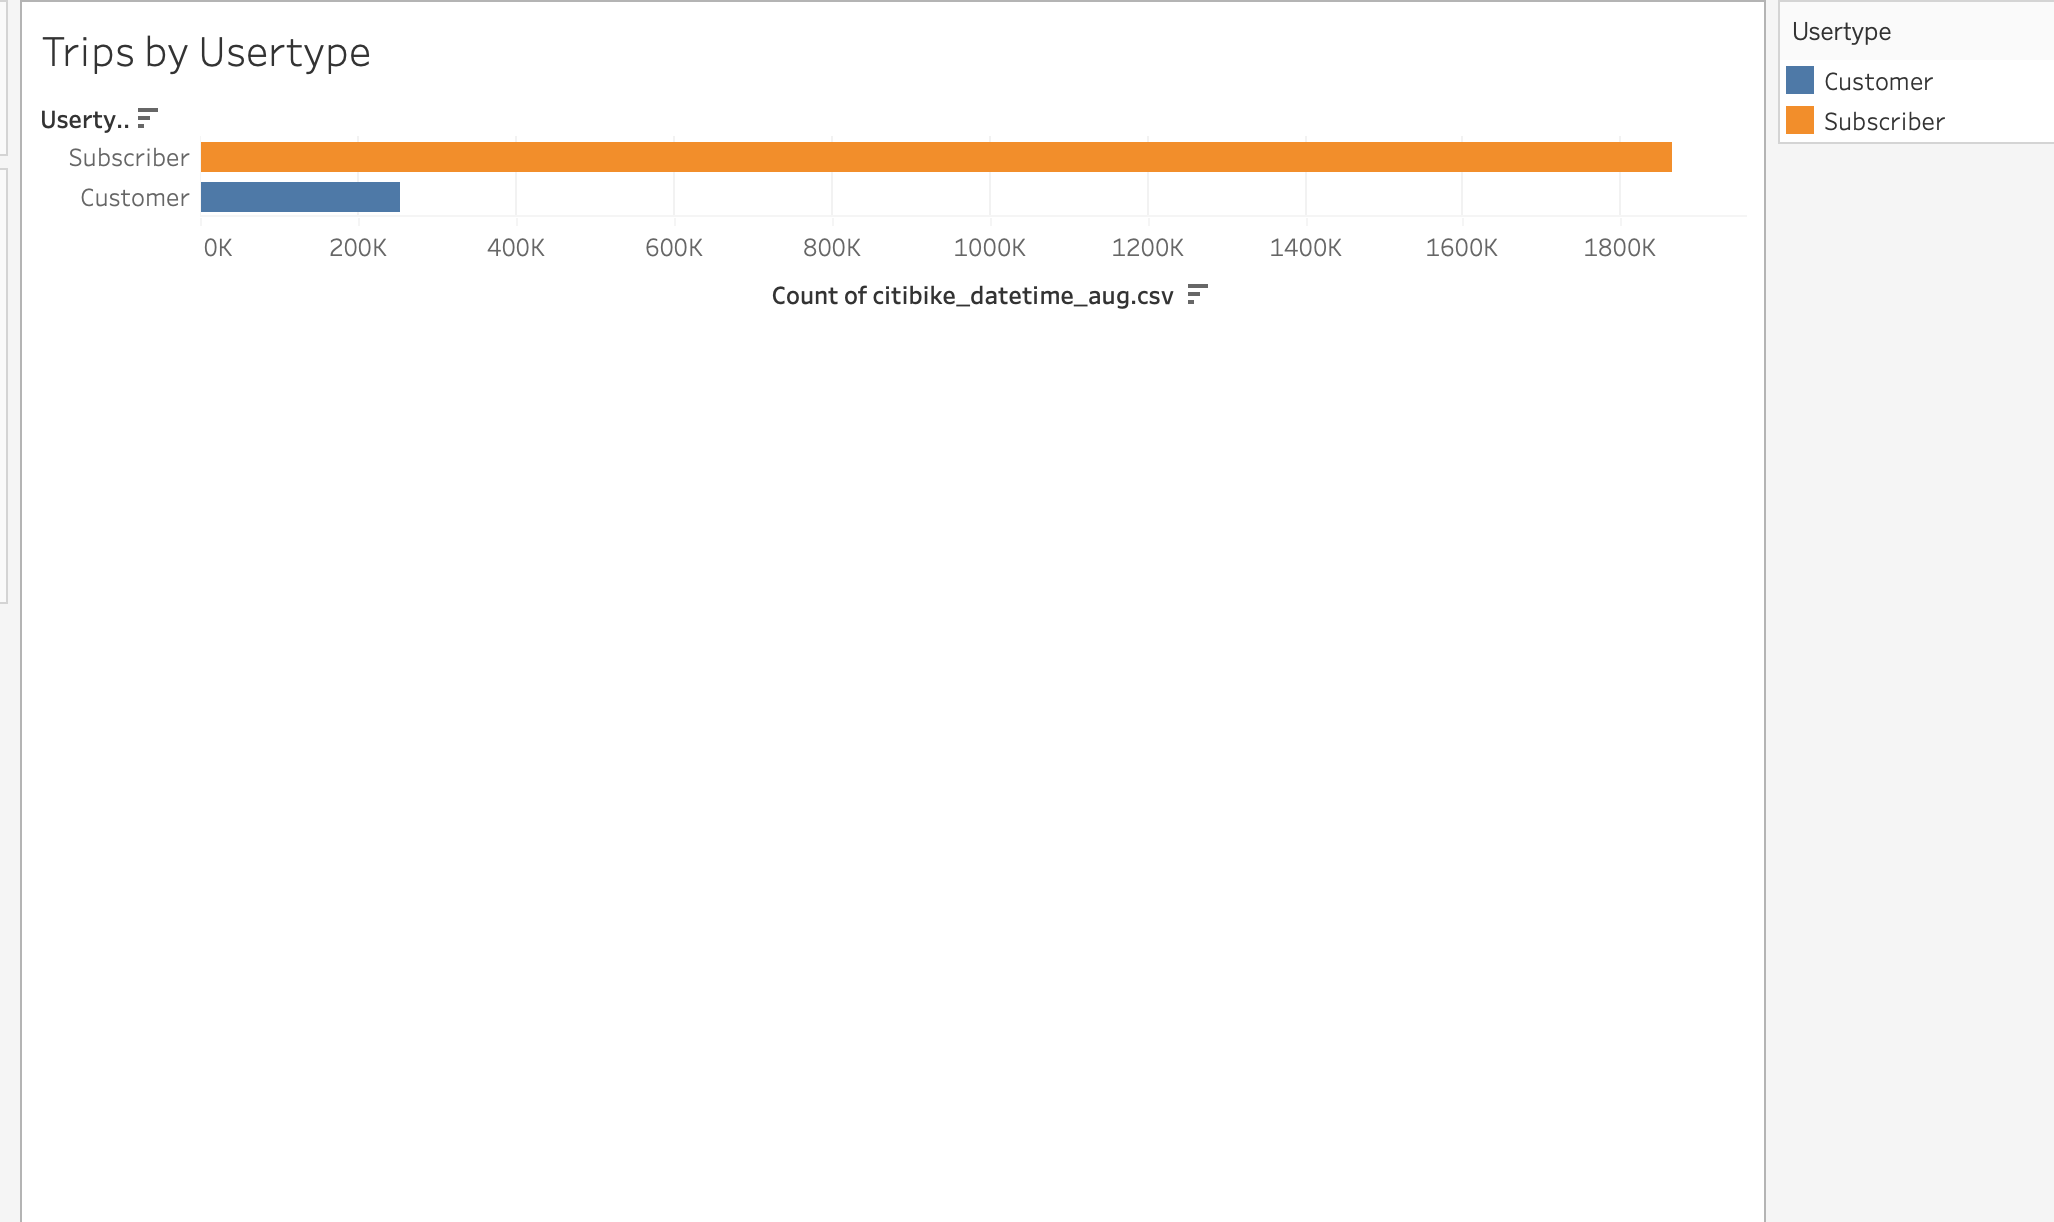 Trips by Usertype
Userty..
Subscriber
Customer
0K 200K 400K 600K 800K 1000K 1200K 1400K 1600K 1800K
Count of citibike_datetime_aug.csv
Usertype
Customer
Subscriber